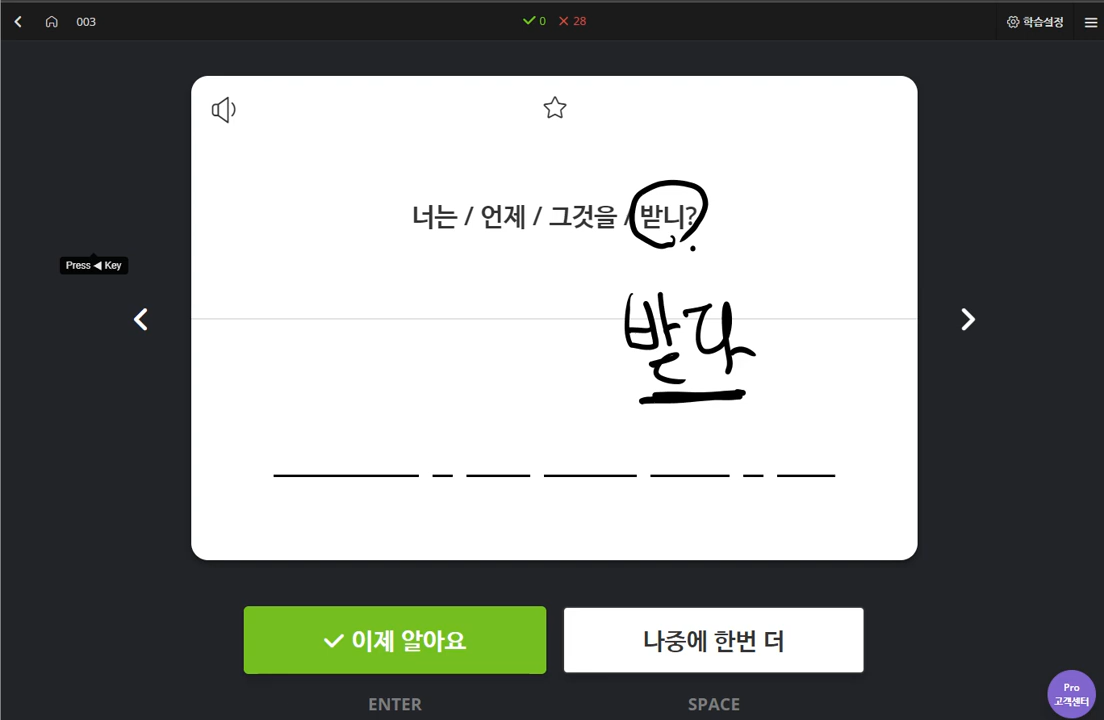 003
0
28
학습설정
너는 / 언제 / 그것을 / 받니?
Press ◀ Key
받다
이제 알아요
나중에 한번 더
ENTER
SPACE
Pro
고객센터